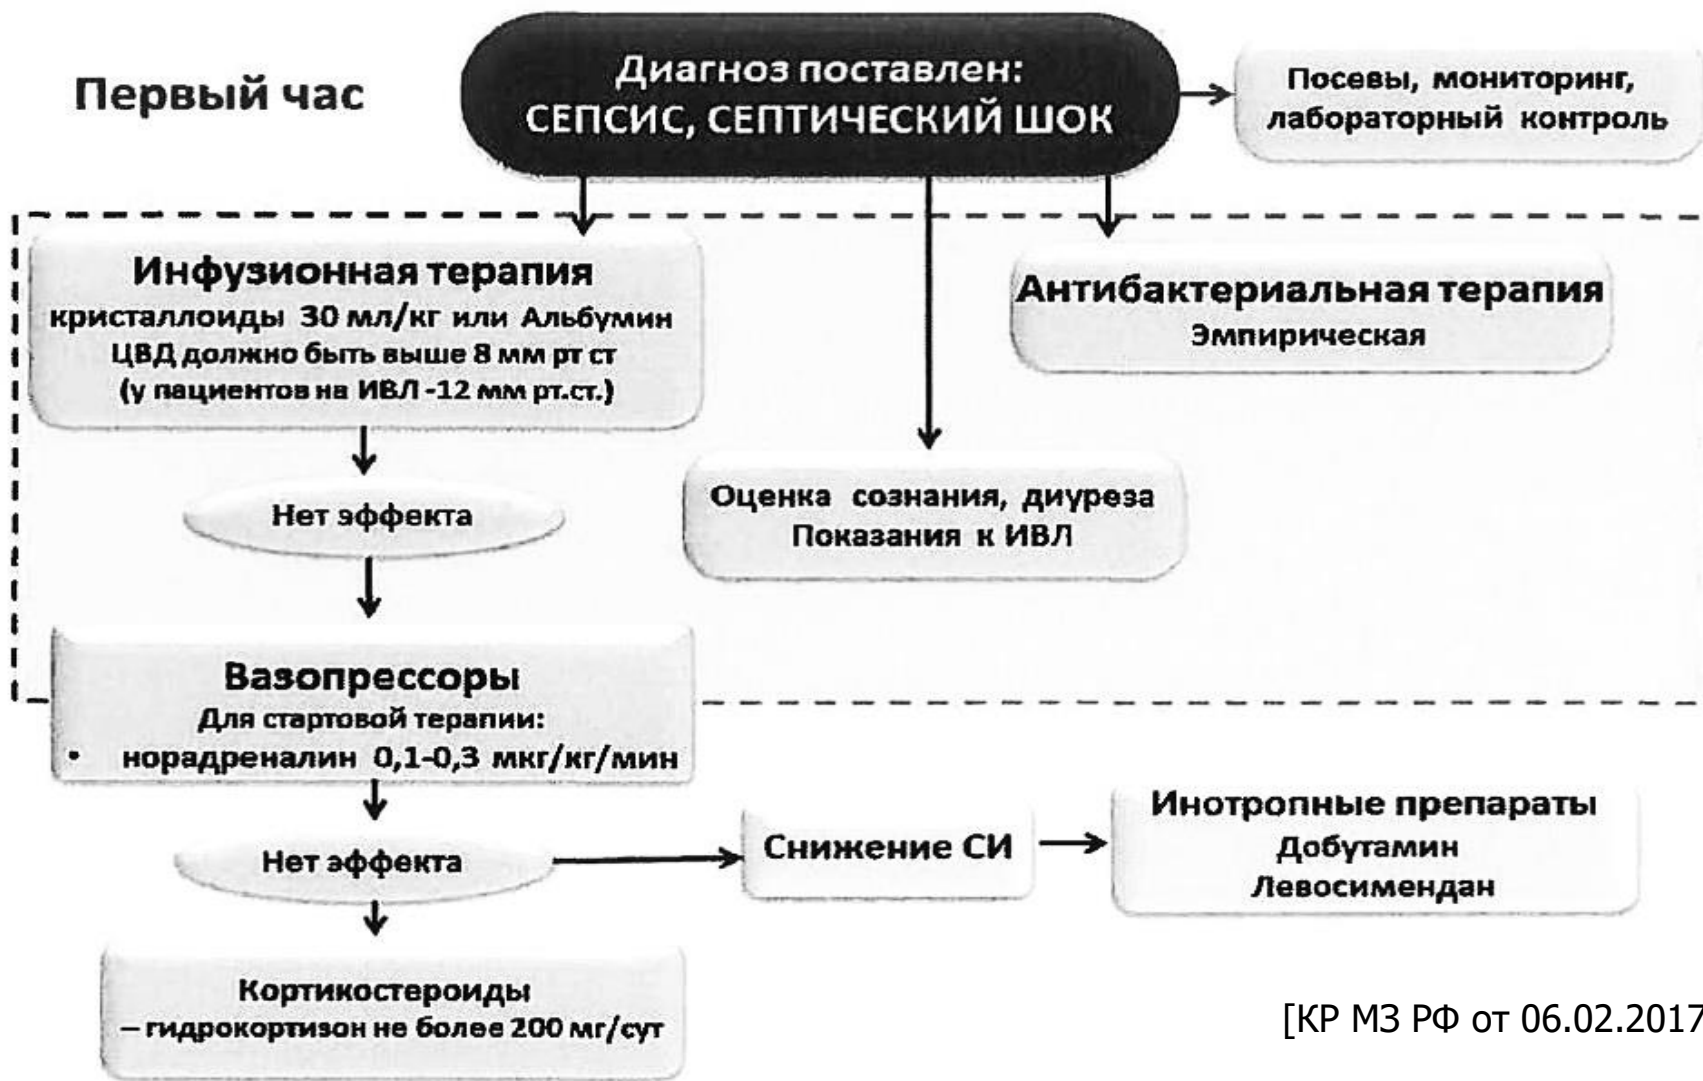 Первый час
Диагноз поставлен:
СЕПСИС, СЕПТИЧЕСКИЙ ШОК
Посевы, мониторинг,
лабораторный контроль
Инфузионная терапия
кристаллоиды 30 мл/кг или Альбумин
ЦВД должно быть выше 8 мм рт ст
(у пациентов на ИВЛ -12 мм рт.ст.)
Антибактериальная терапия
Эмпирическая
Нет эффекта
Оценка сознания, диуреза
Показания к ИВЛ
Вазопрессоры
Для стартовой терапии:
• норадреналин 0,1-0,3 мкг/кг/мин
Нет эффекта
Снижение СИ
Инотропные препараты
Добутамин
Левосимендан
Кортикостероиды
– гидрокортизон не более 200 мг/сут
[КР МЗ РФ от 06.02.2017